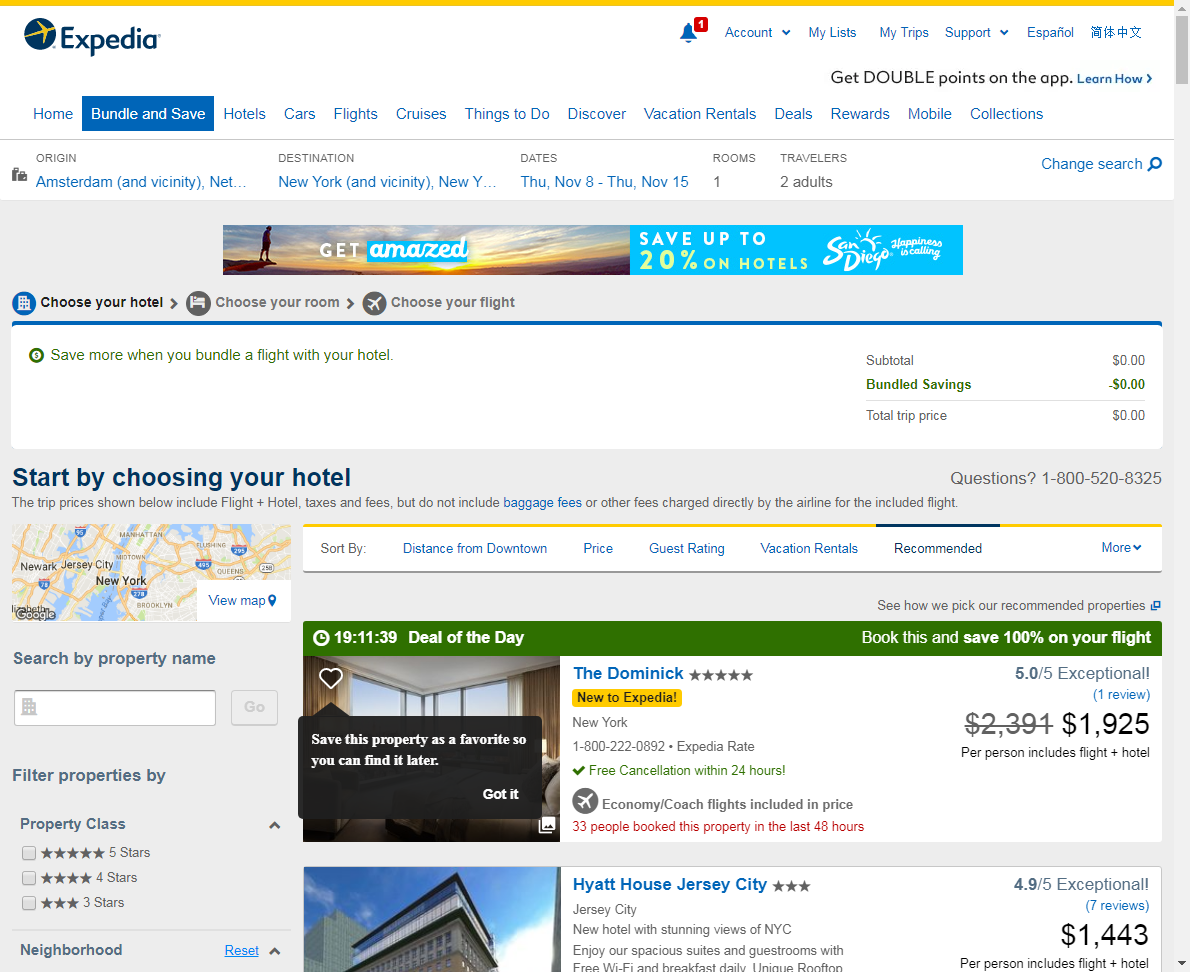 Expedia
1
Account
My Lists
My Trips
Support
Español
简体中文
Get DOUBLE points on the app. Learn How
Home
Bundle and Save
Hotels
Cars
Flights
Cruises
Things to Do
Discover
Vacation Rentals
Deals
Rewards
Mobile
Collections
ORIGIN
Amsterdam (and vicinity), Net...
DESTINATION
New York (and vicinity), New Y...
DATES
Thu, Nov 8 - Thu, Nov 15
ROOMS
1
TRAVELERS
2 adults
Change search
GET amazed
SAVE UP TO
20% ON HOTELS
San Diego
Happiness is calling
Choose your hotel
Choose your room
Choose your flight
Save more when you bundle a flight with your hotel.
Subtotal $0.00
Bundled Savings -$0.00
Total trip price $0.00
Start by choosing your hotel
Questions? 1-800-520-8325
The trip prices shown below include Flight + Hotel, taxes and fees, but do not include baggage fees or other fees charged directly by the airline for the included flight.
MANHATTAN
FLUSHING
295
MIDTOWN
95
Newark
Jersey City
495
QUEENS
258
78
New York
278
BROOKLYN
Google
View map
Sort By:
Distance from Downtown
Price
Guest Rating
Vacation Rentals
Recommended
More
See how we pick our recommended properties
Search by property name
Go
Filter properties by
Property Class
5 Stars
4 Stars
3 Stars
Neighborhood
Reset
19:11:39 Deal of the Day
Book this and save 100% on your flight
Save this property as a favorite so
you can find it later.
Got it
The Dominick
New to Expedia!
New York
1-800-222-0892 • Expedia Rate
Free Cancellation within 24 hours!
Economy/Coach flights included in price
33 people booked this property in the last 48 hours
5.0/5 Exceptional!
(1 review)
$2,391 $1,925
Per person includes flight + hotel
Hyatt House Jersey City
Jersey City
New hotel with stunning views of NYC
Enjoy our spacious suites and guestrooms with
Free Wi-Fi and breakfast daily. Unique Rooftop
4.9/5 Exceptional!
(7 reviews)
$1,443
Per person includes flight + hotel